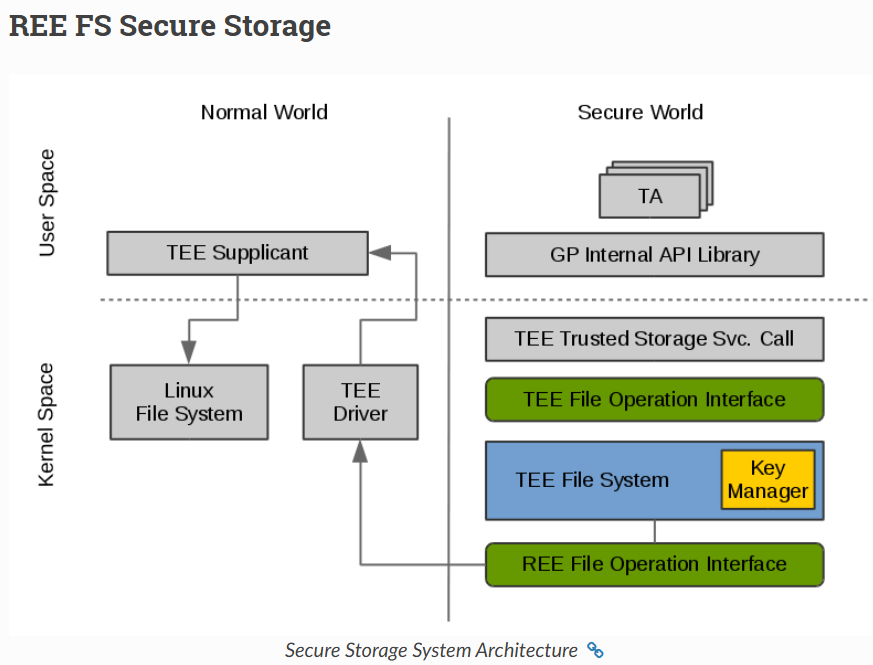 REE FS Secure Storage
Normal World
Secure World
User Space
TA
TEE Supplicant
GP Internal API Library
Kernel Space
TEE Trusted Storage Svc. Call
Linux
File System
TEE
Driver
TEE File Operation Interface
TEE File System
Key
Manager
REE File Operation Interface
Secure Storage System Architecture